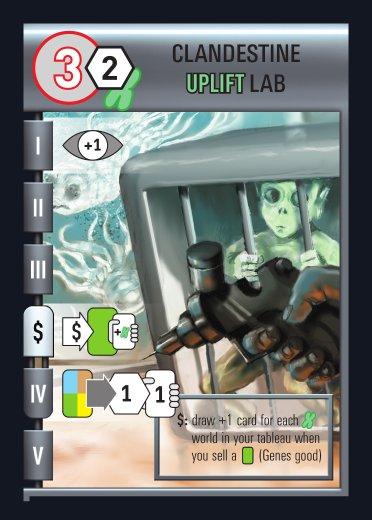 3 2
CLANDESTINE
UPLIFT LAB
I +1
II
III
$ $ +
IV 1 1
V
$: draw +1 card for each
world in your tableau when
you sell a (Genes good)